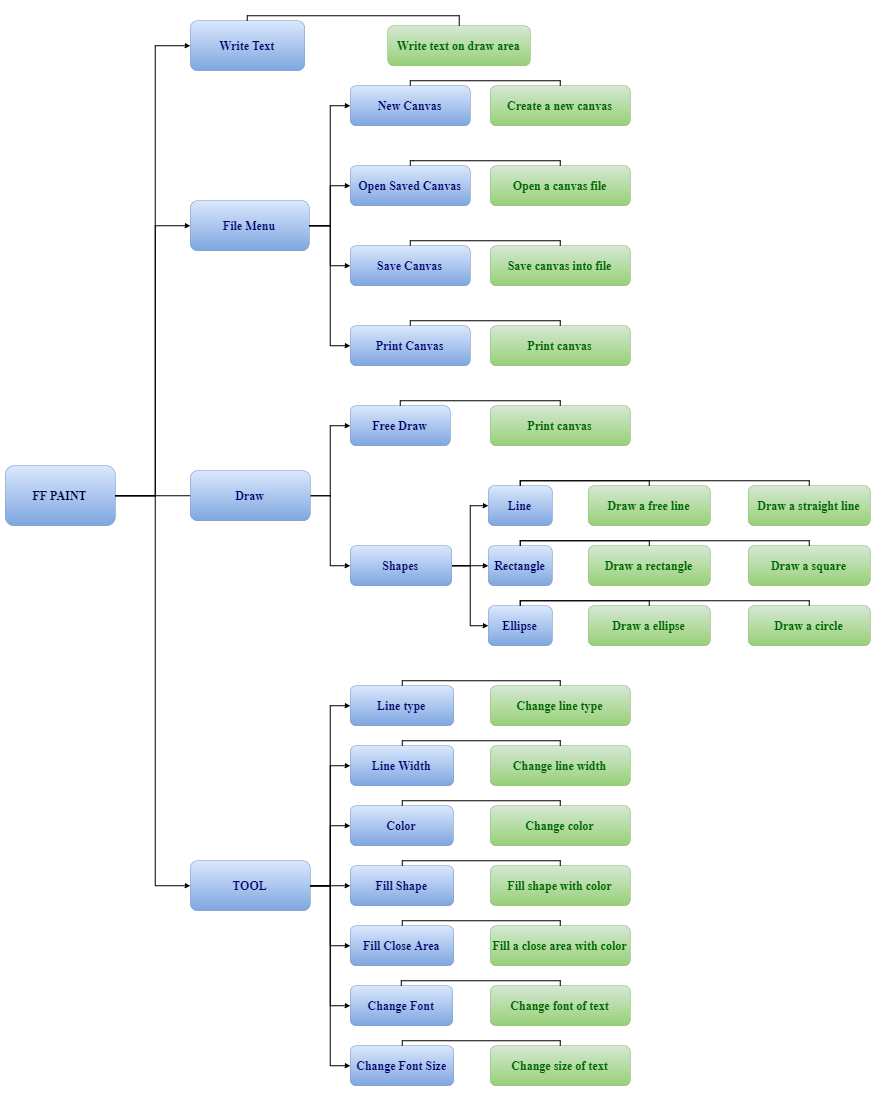 Write Text
Write text on draw area
New Canvas
Create a new canvas
Open Saved Canvas
Open a canvas file
File Menu
Save Canvas
Save canvas into file
Print Canvas
Print canvas
Free Draw
Print canvas
FF PAINT
Draw
Line
Draw a free line
Draw a straight line
Shapes
Rectangle
Draw a rectangle
Draw a square
Ellipse
Draw a ellipse
Draw a circle
Line type
Change line type
Line Width
Change line width
Color
Change color
TOOL
Fill Shape
Fill shape with color
Fill Close Area
Fill a close area with color
Change Font
Change font of text
Change Font Size
Change size of text